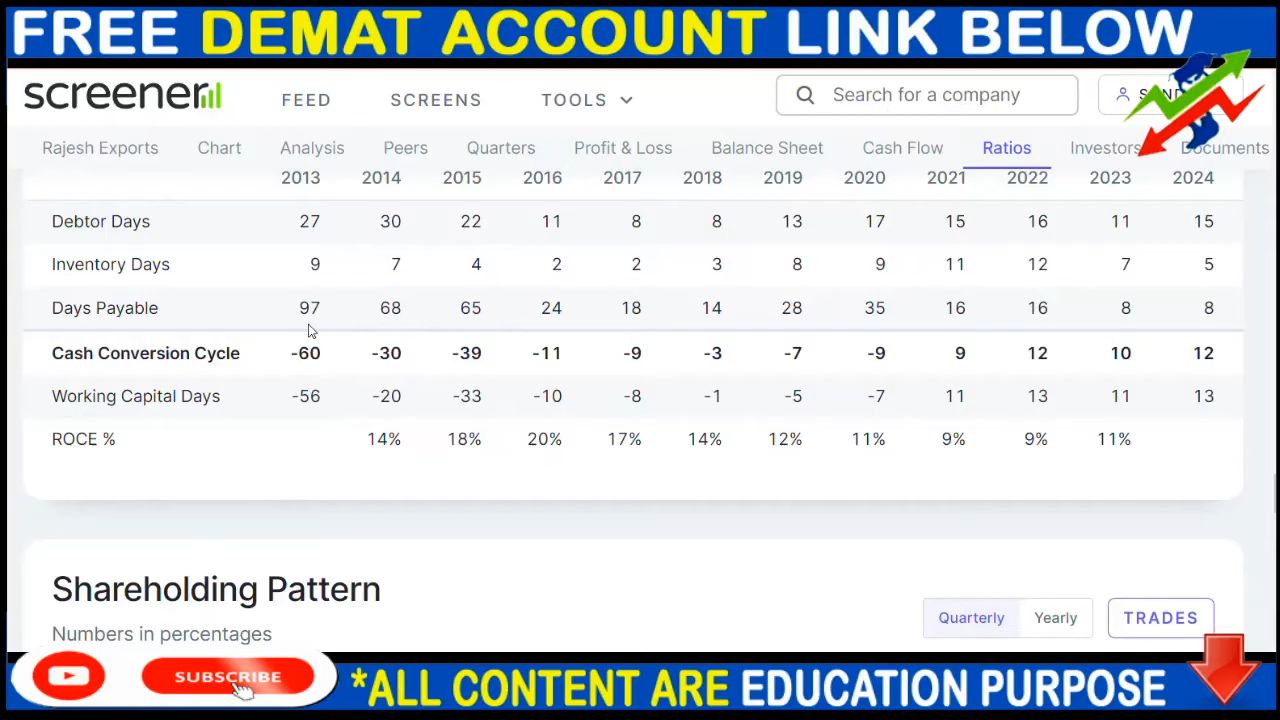 FREE DEMAT ACCOUNT LINK BELOW
screener FEED SCREENS TOOLS Search for a company
Rajesh Exports Chart Analysis Peers Quarters Profit & Loss Balance Sheet Cash Flow Ratios Investors Documents
2013 2014 2015 2016 2017 2018 2019 2020 2021 2022 2023 2024
Debtor Days 27 30 22 11 8 8 13 17 15 16 11 15
Inventory Days 9 7 4 2 2 3 8 9 11 12 7 5
Days Payable 97 68 65 24 18 14 28 35 16 16 8 8
Cash Conversion Cycle -60 -30 -39 -11 -9 -3 -7 -9 9 12 10 12
Working Capital Days -56 -20 -33 -10 -8 -1 -5 -7 11 13 11 13
ROCE % 14% 18% 20% 17% 14% 12% 11% 9% 9% 11%
Shareholding Pattern
Quarterly Yearly TRADES
Numbers in percentages
SUBSCRIBE *ALL CONTENT ARE EDUCATION PURPOSE